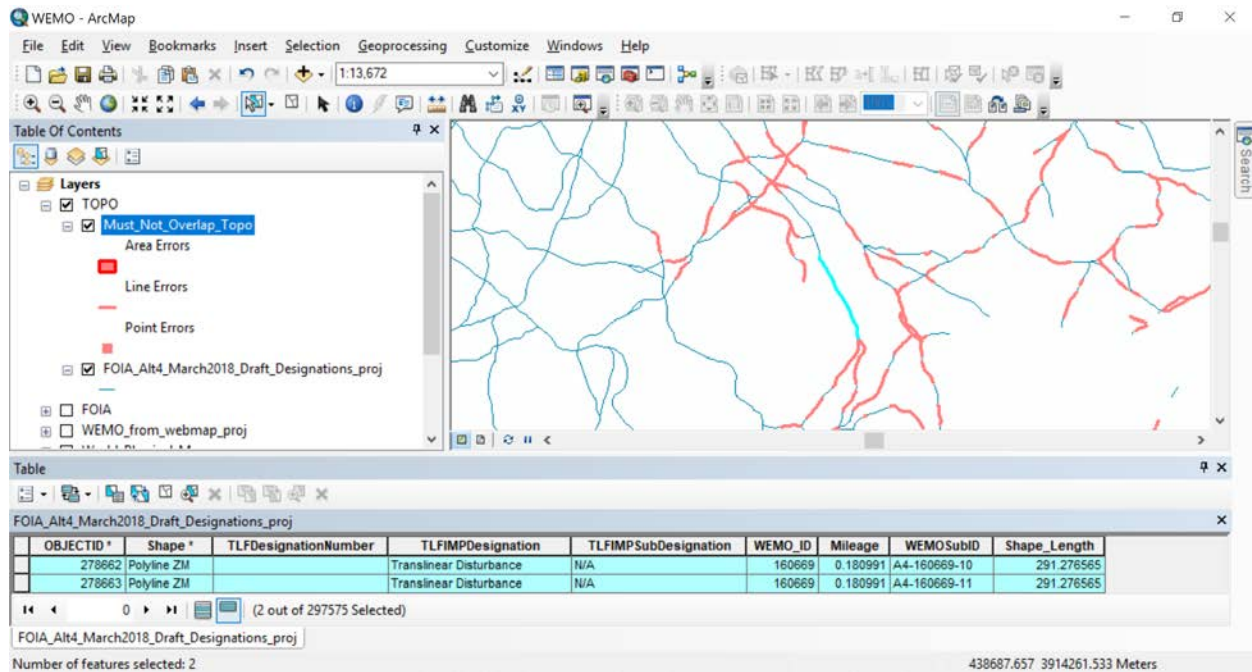 WEMO - ArcMap
File Edit View Bookmarks Insert Selection Geoprocessing Customize Windows Help
1:13,672
Table Of Contents
Layers
TOPO
Must_Not_Overlap_Topo
Area Errors
Line Errors
Point Errors
FOIA_Alt4_March2018_Draft_Designations_proj
FOIA
WEMO_from_webmap_proj
Search
Table
FOIA_Alt4_March2018_Draft_Designations_proj
OBJECTID * Shape * TLFDesignationNumber TLFIMPDesignation TLFIMPSubDesignation WEMO_ID Mileage WEMOSubID Shape_Length
278662 Polyline ZM Translinear Disturbance N/A 160669 0.180991 A4-160669-10 291.276565
278663 Polyline ZM Translinear Disturbance N/A 160669 0.180991 A4-160669-11 291.276565
0 (2 out of 297575 Selected)
FOIA_Alt4_March2018_Draft_Designations_proj
Number of features selected: 2 438687.657 3914261.533 Meters